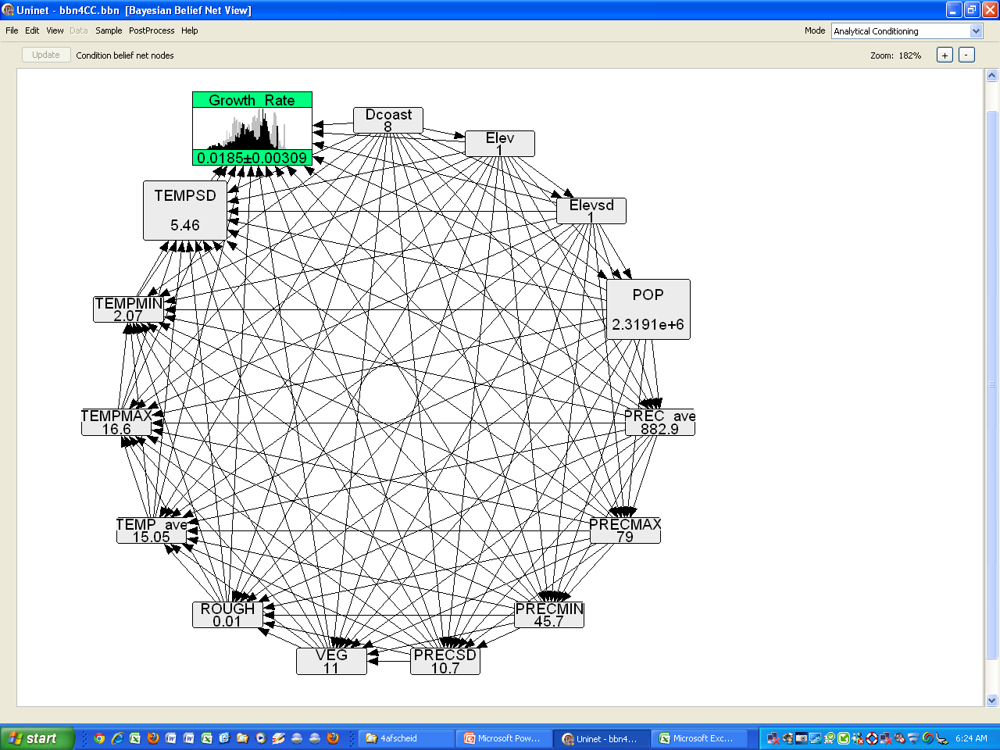 Uninet - bbn4CC.bbn  [Bayesian Belief Net View]
File Edit View Data Sample PostProcess Help
Mode Analytical Conditioning
Update Condition belief net nodes
Zoom: 182% + -
Growth Rate
0.0185±0.00309
Dcoast
8
Elev
1
Elevsd
1
TEMPSD
5.46
POP
2.3191e+6
TEMPMIN
2.07
TEMPMAX
16.6
PREC ave
882.9
TEMP ave
15.05
PRECMAX
79
ROUGH
0.01
PRECMIN
45.7
VEG
11
PRECSD
10.7
start
4afscheid
Microsoft Pow...
Uninet - bbn4...
Microsoft Exc...
6:24 AM